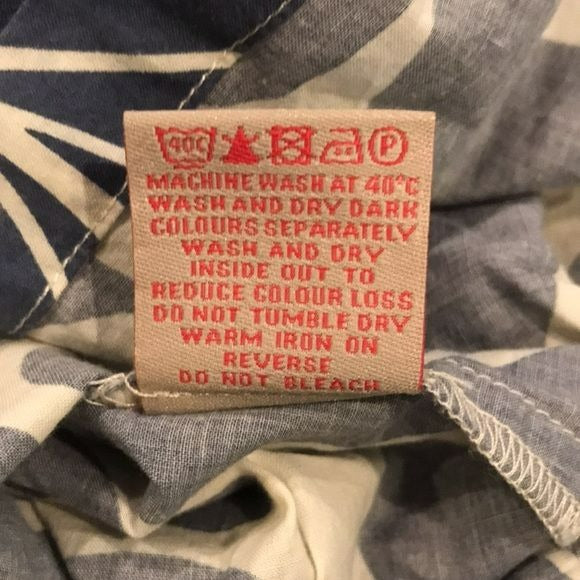 40C P
MACHINE WASH AT 40°C
WASH AND DRY DARK
COLOURS SEPARATELY
WASH AND DRY
INSIDE OUT TO
REDUCE COLOUR LOSS
DO NOT TUMBLE DRY
WARM IRON ON
REVERSE
DO NOT BLEACH